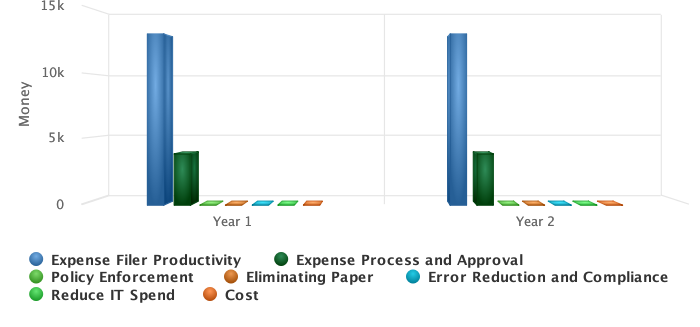 15k
10k
Money
5k
0
Year 1 Year 2
Expense Filer Productivity Expense Process and Approval
Policy Enforcement Eliminating Paper Error Reduction and Compliance
Reduce IT Spend Cost